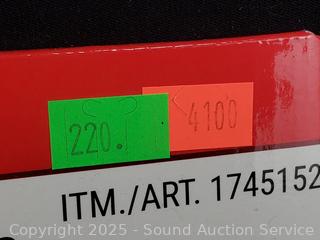 220.
4100
ITM./ART. 1745152
Copyright © 2025 - Sound Auction Service